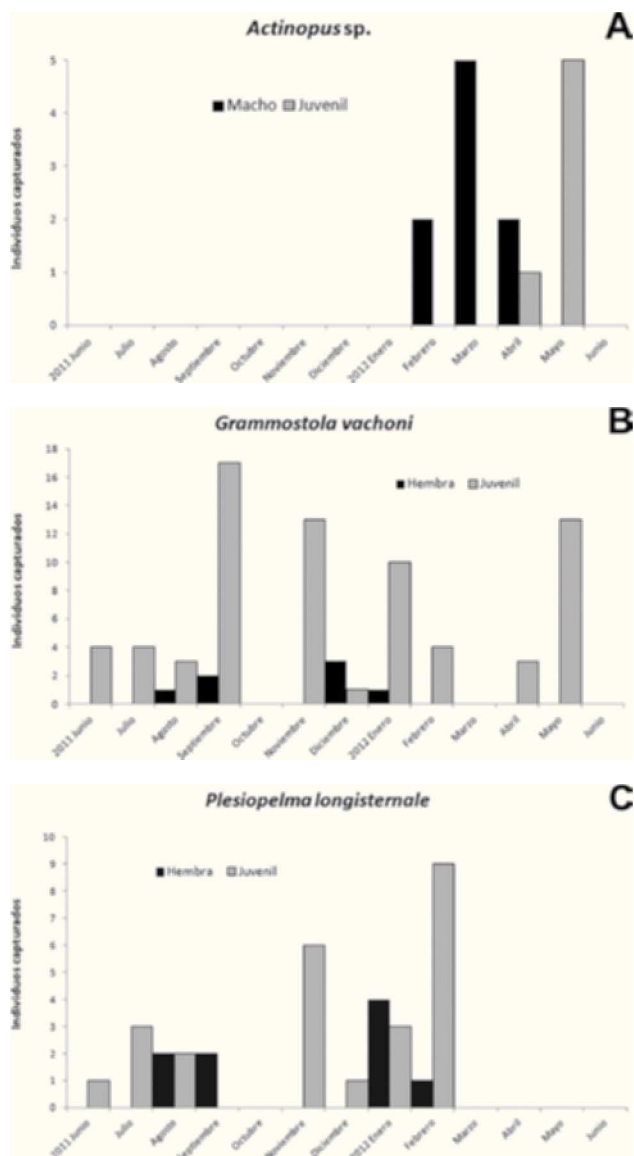 Actinopus sp.
A
Individuos capturados
Macho Juvenil
5
4
3
2
1
0
2011 Junio Julio Agosto Septiembre Octubre Noviembre Diciembre 2012 Enero Febrero Marzo Abril Mayo Junio
Grammostola vachoni
B
Individuos capturados
Hembra Juvenil
18
16
14
12
10
8
6
4
2
0
2011 Junio Julio Agosto Septiembre Octubre Noviembre Diciembre 2012 Enero Febrero Marzo Abril Mayo Junio
Plesiopelma longisternale
C
Individuos capturados
Hembra Juvenil
10
9
8
7
6
5
4
3
2
1
0
2011 Junio Julio Agosto Septiembre Octubre Noviembre Diciembre 2012 Enero Febrero Marzo Abril Mayo Junio